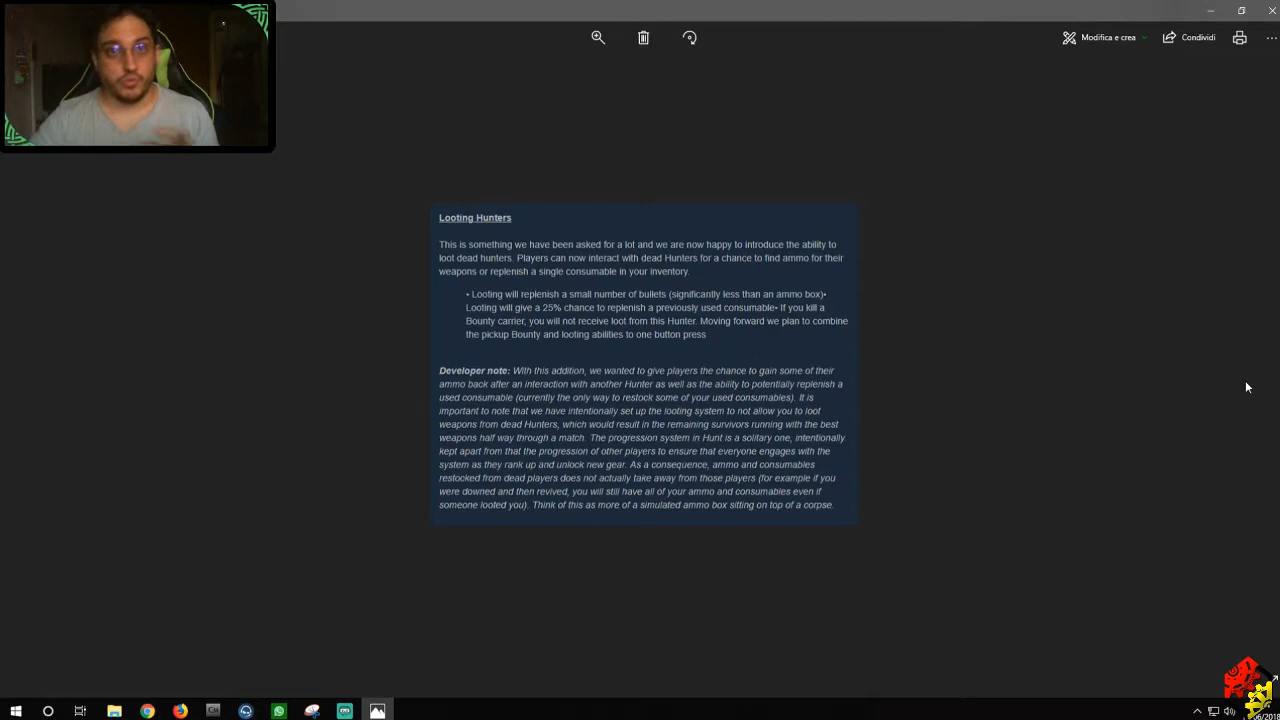 Modifica e crea
Condividi
Looting Hunters
This is something we have been asked for a lot and we are now happy to introduce the ability to
loot dead hunters. Players can now interact with dead Hunters for a chance to find ammo for their
weapons or replenish a single consumable in your inventory.
• Looting will replenish a small number of bullets (significantly less than an ammo box)•
Looting will give a 25% chance to replenish a previously used consumable• If you kill a
Bounty carrier, you will not receive loot from this Hunter. Moving forward we plan to combine
the pickup Bounty and looting abilities to one button press
Developer note: With this addition, we wanted to give players the chance to gain some of their
ammo back after an interaction with another Hunter as well as the ability to potentially replenish a
used consumable (currently the only way to restock some of your used consumables). It is
important to note that we have intentionally set up the looting system to not allow you to loot
weapons from dead Hunters, which would result in the remaining survivors running with the best
weapons half way through a match. The progression system in Hunt is a solitary one, intentionally
kept apart from that the progression of other players to ensure that everyone engages with the
system as they rank up and unlock new gear. As a consequence, ammo and consumables
restocked from dead players does not actually take away from those players (for example if you
were downed and then revived, you will still have all of your ammo and consumables even if
someone looted you). Think of this as more of a simulated ammo box sitting on top of a corpse.
CM